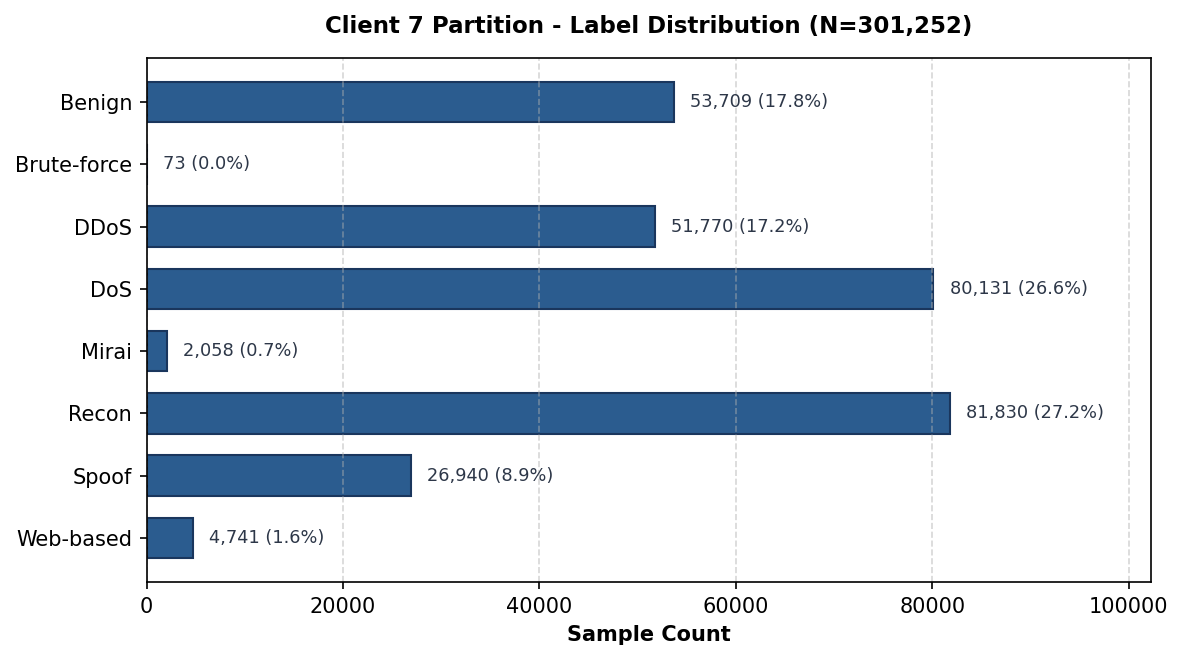 Client 7 Partition - Label Distribution (N=301,252)
Benign 53,709 (17.8%)
Brute-force 73 (0.0%)
DDoS 51,770 (17.2%)
DoS 80,131 (26.6%)
Mirai 2,058 (0.7%)
Recon 81,830 (27.2%)
Spoof 26,940 (8.9%)
Web-based 4,741 (1.6%)
0 20000 40000 60000 80000 100000
Sample Count